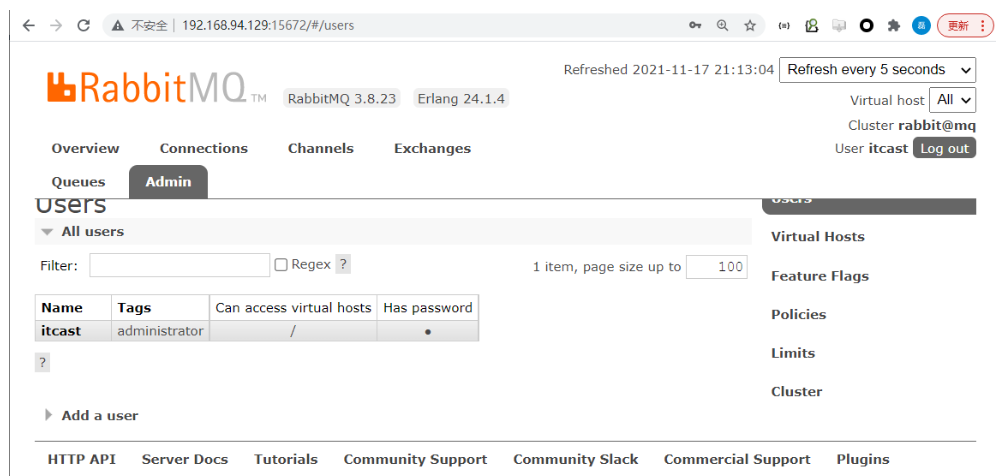 不安全 | 192.168.94.129:15672/#/users
更新
Refreshed 2021-11-17 21:13:04 Refresh every 5 seconds
RabbitMQ TM RabbitMQ 3.8.23 Erlang 24.1.4
Virtual host All
Cluster rabbit@mq
User itcast Log out
Overview Connections Channels Exchanges
Queues Admin
Users
Users
All users
Virtual Hosts
Filter: Regex ? 1 item, page size up to 100
Feature Flags
Name Tags Can access virtual hosts Has password
itcast administrator / ●
Policies
?
Limits
Cluster
Add a user
HTTP API Server Docs Tutorials Community Support Community Slack Commercial Support Plugins